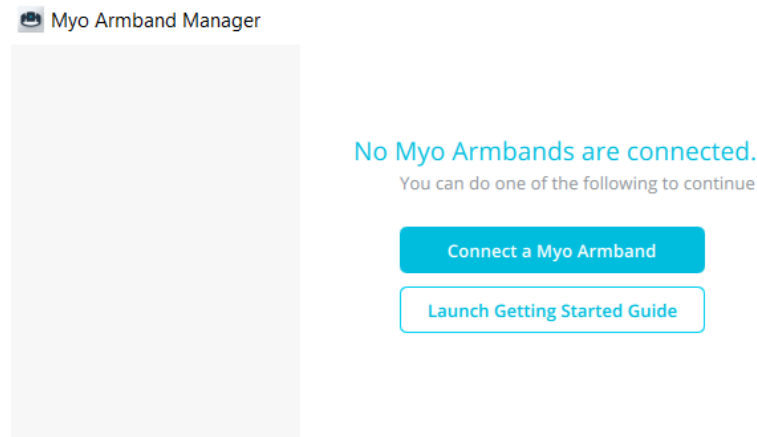 Myo Armband Manager
No Myo Armbands are connected.
You can do one of the following to continue
Connect a Myo Armband
Launch Getting Started Guide